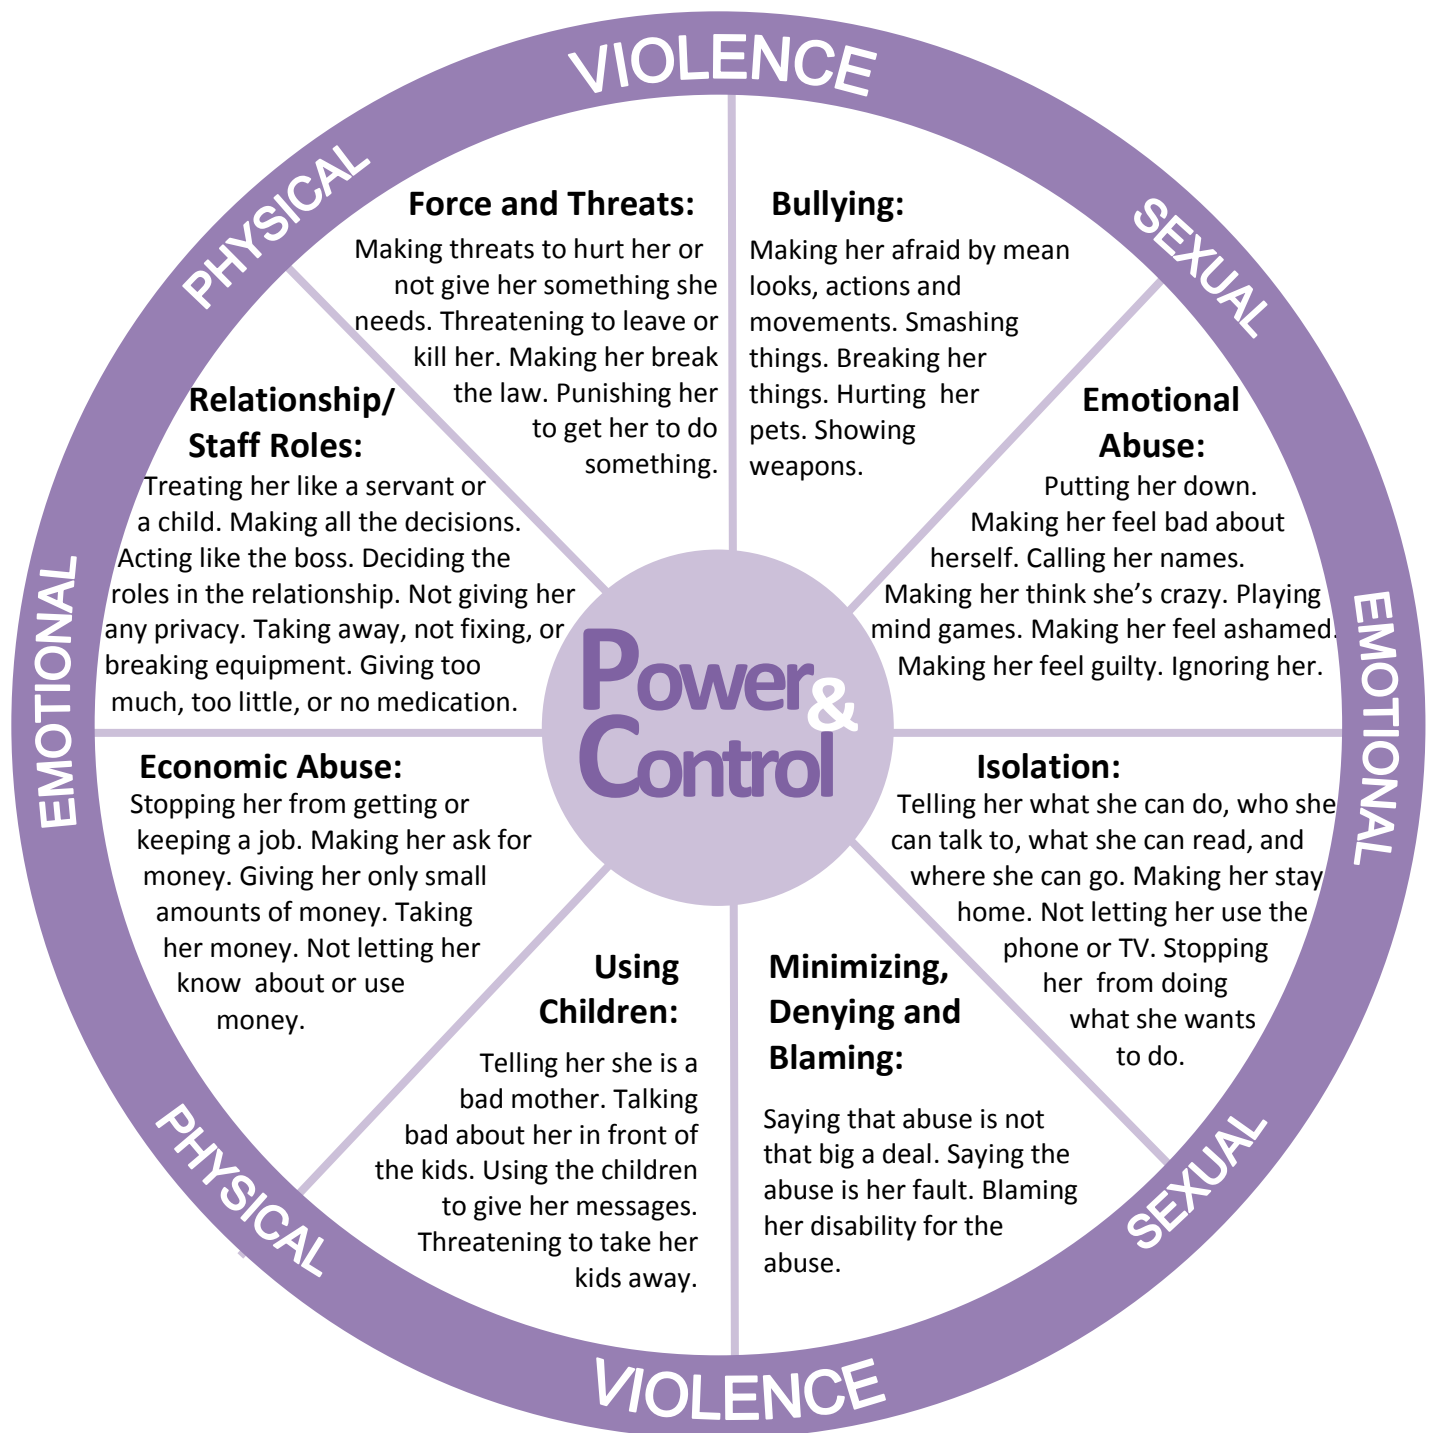 VIOLENCE
PHYSICAL
SEXUAL
Force and Threats:
Making threats to hurt her or
not give her something she
needs. Threatening to leave or
kill her. Making her break
the law. Punishing her
to get her to do
something.
Bullying:
Making her afraid by mean
looks, actions and
movements. Smashing
things. Breaking her
things. Hurting  her
pets. Showing
weapons.
Relationship/
Staff Roles:
Treating her like a servant or
a child. Making all the decisions.
Acting like the boss. Deciding the
roles in the relationship. Not giving her
any privacy. Taking away, not fixing, or
breaking equipment. Giving too
much, too little, or no medication.
Emotional
Abuse:
Putting her down.
Making her feel bad about
herself. Calling her names.
Making her think she’s crazy. Playing
mind games. Making her feel ashamed.
Making her feel guilty. Ignoring her.
EMOTIONAL
Power &
Control
EMOTIONAL
Economic Abuse:
Stopping her from getting or
keeping a job. Making her ask for
money. Giving her only small
amounts of money. Taking
her money. Not letting her
know  about or use
money.
Isolation:
Telling her what she can do, who she
can talk to, what she can read, and
where she can go. Making her stay
home. Not letting her use the
phone or TV. Stopping
her  from doing
what she wants
to do.
Using
Children:
Telling her she is a
bad mother. Talking
bad about her in front of
the kids. Using the children
to give her messages.
Threatening to take her
kids away.
Minimizing,
Denying and
Blaming:
Saying that abuse is not
that big a deal. Saying the
abuse is her fault. Blaming
her disability for the
abuse.
PHYSICAL
SEXUAL
VIOLENCE